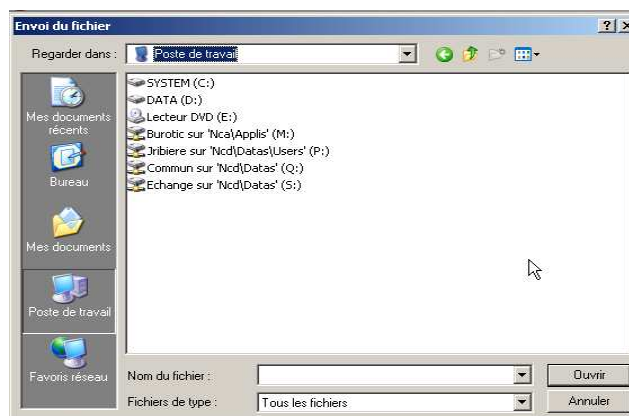 Envoi du fichier
Regarder dans :
Poste de travail
Mes documents
récents
Bureau
Mes documents
Poste de travail
Favoris réseau
SYSTEM (C:)
DATA (D:)
Lecteur DVD (E:)
Burotic sur 'Nca\Applis' (M:)
Jribiere sur 'Ncd\Datas\Users' (P:)
Commun sur 'Ncd\Datas' (Q:)
Echange sur 'Ncd\Datas' (S:)
Nom du fichier :
Ouvrir
Fichiers de type :
Tous les fichiers
Annuler